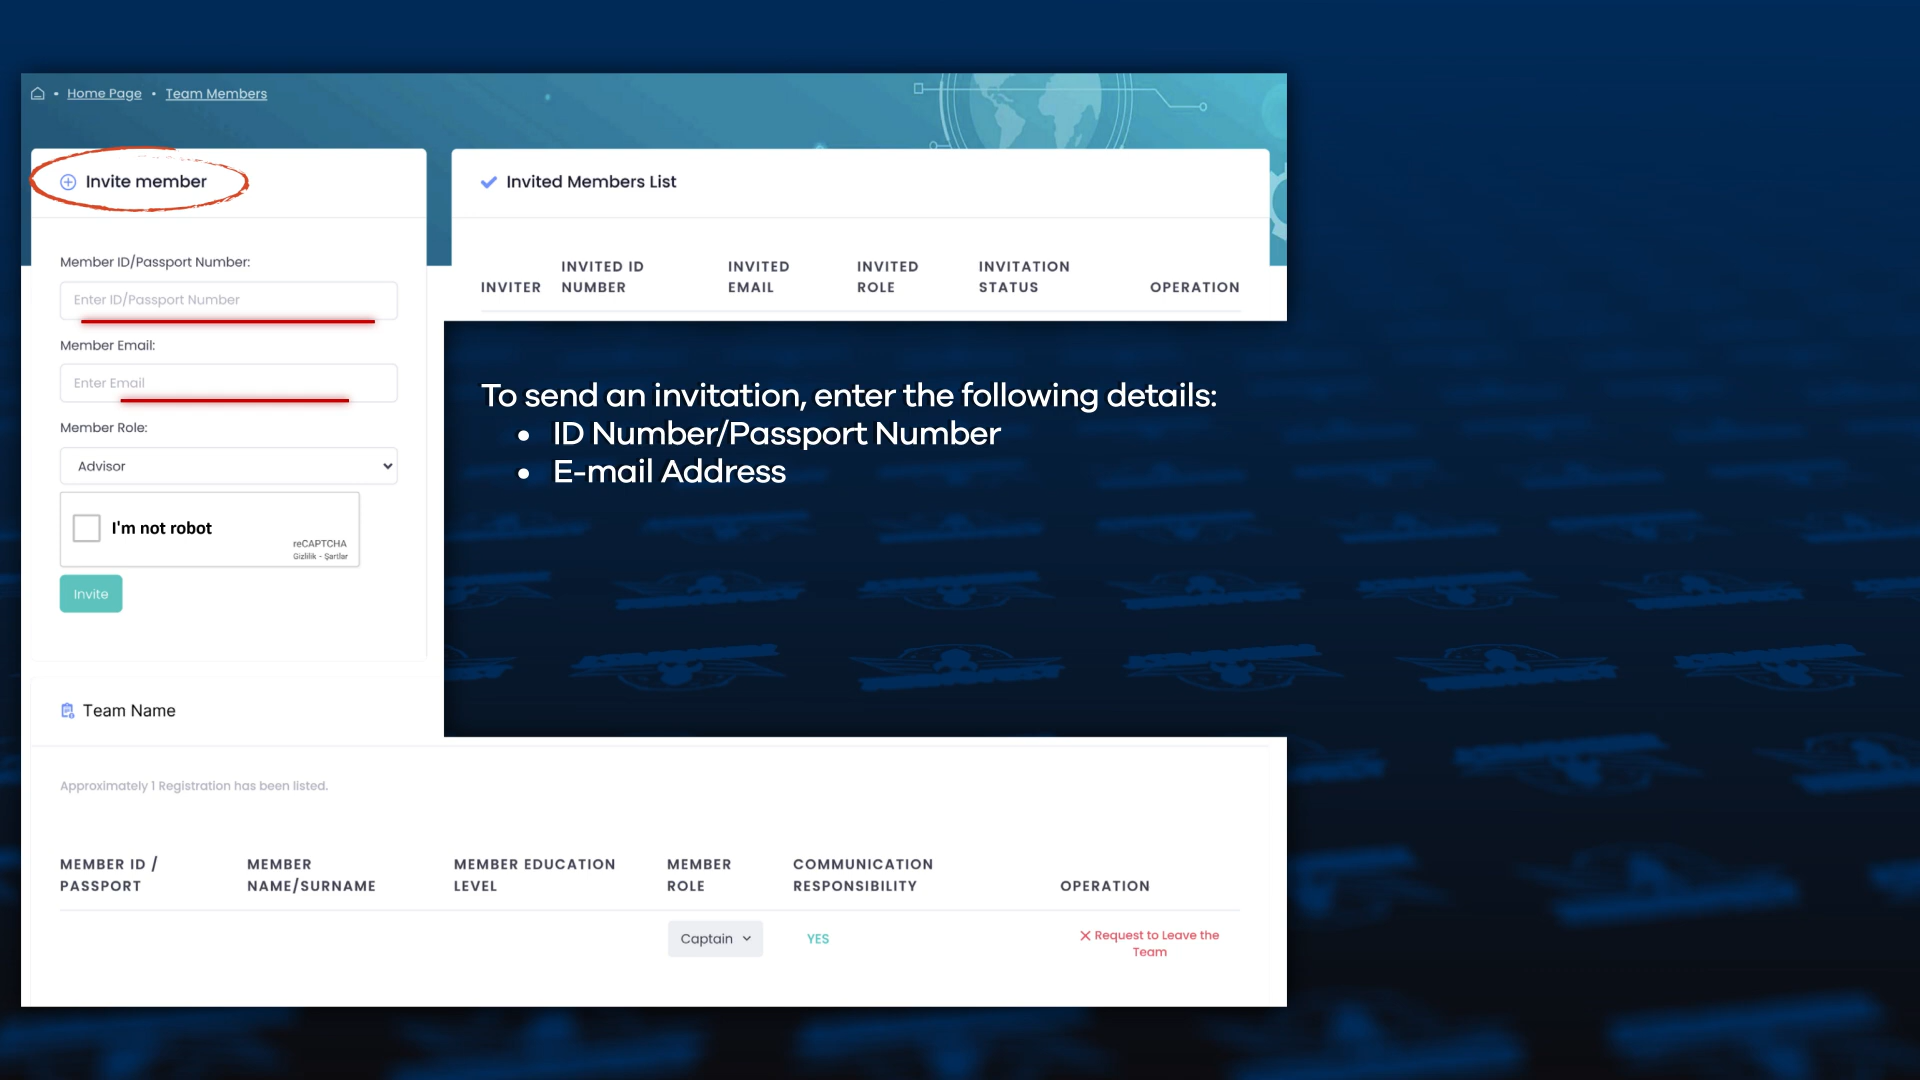 Home Page • Team Members
Invite member
Member ID/Passport Number:
Enter ID/Passport Number
Member Email:
Enter Email
Member Role:
Advisor
I'm not robot
reCAPTCHA
Gizlilik - Şartlar
Invite
Invited Members List
INVITER
INVITED ID
NUMBER
INVITED
EMAIL
INVITED
ROLE
INVITATION
STATUS
OPERATION
To send an invitation, enter the following details:
• ID Number/Passport Number
• E-mail Address
Team Name
Approximately 1 Registration has been listed.
MEMBER ID /
PASSPORT
MEMBER
NAME/SURNAME
MEMBER EDUCATION
LEVEL
MEMBER
ROLE
COMMUNICATION
RESPONSIBILITY
OPERATION
Captain
YES
Request to Leave the
Team